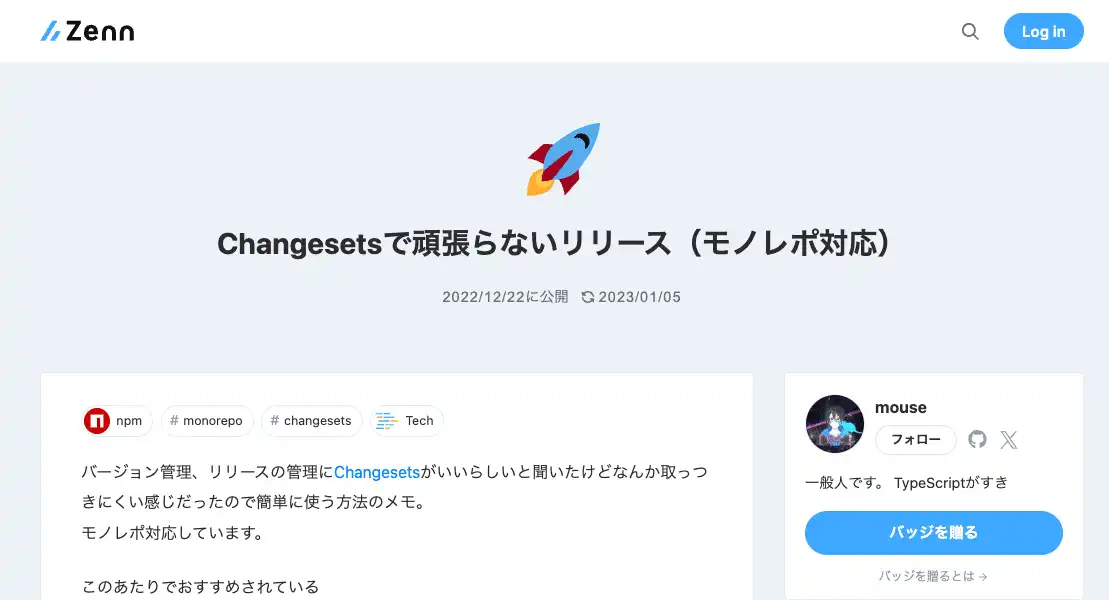 Zenn
Log in
Changesetsで頑張らないリリース（モノレポ対応）
2022/12/22に公開 2023/01/05
npm # monorepo # changesets Tech
バージョン管理、リリースの管理にChangesetsがいいらしいと聞いたけどなんか取っつ
きにくい感じだったので簡単に使う方法のメモ。
モノレポ対応しています。
このあたりでおすすめされている
mouse
フォロー
一般人です。 TypeScriptがすき
バッジを贈る
バッジを贈るとは →